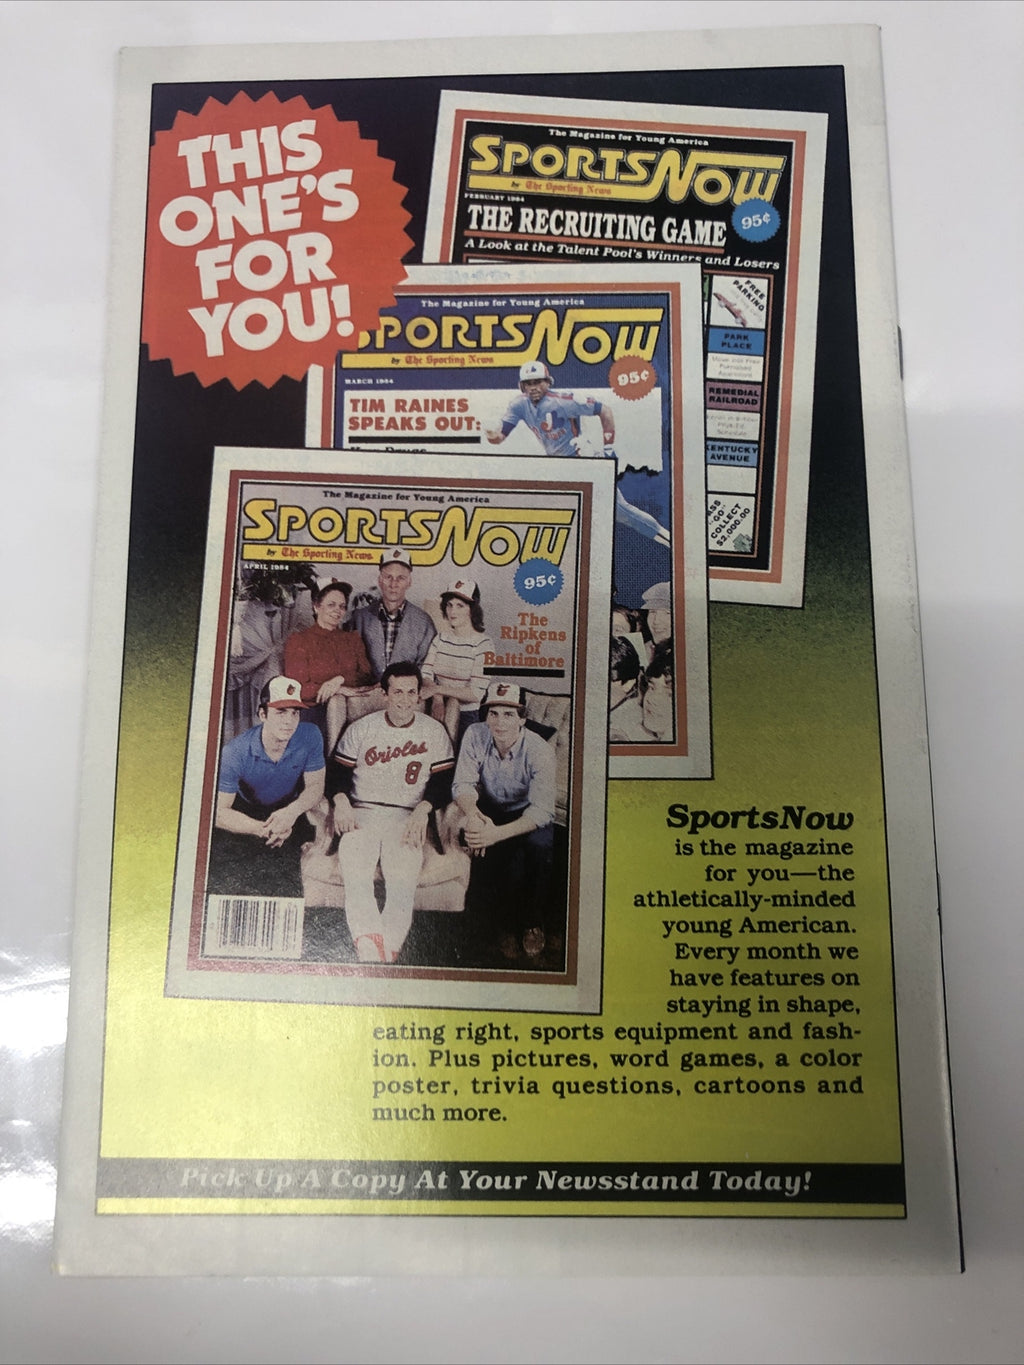 THIS
ONE'S
FOR
YOU!
The Magazine for Young America
SPORTSNOW
by The Sporting News
FEBRUARY 1984
95¢
THE RECRUITING GAME
A Look at the Talent Pool's Winners and Losers
FREE
PARKING
PARK
PLACE
REMEDIAL
RAILROAD
KENTUCKY
AVENUE
"GO"
COLLECT
$2,000.00
The Magazine for Young America
SPORTSNOW
by The Sporting News
MARCH 1984
95¢
TIM RAINES
SPEAKS OUT:
The Magazine for Young America
SPORTSNOW
by The Sporting News
APRIL 1984
95¢
The
Ripkens
of
Baltimore
Orioles
8
SportsNow
is the magazine
for you—the
athletically-minded
young American.
Every month we
have features on
staying in shape,
eating right, sports equipment and fash-
ion. Plus pictures, word games, a color
poster, trivia questions, cartoons and
much more.
Pick Up A Copy At Your Newsstand Today!